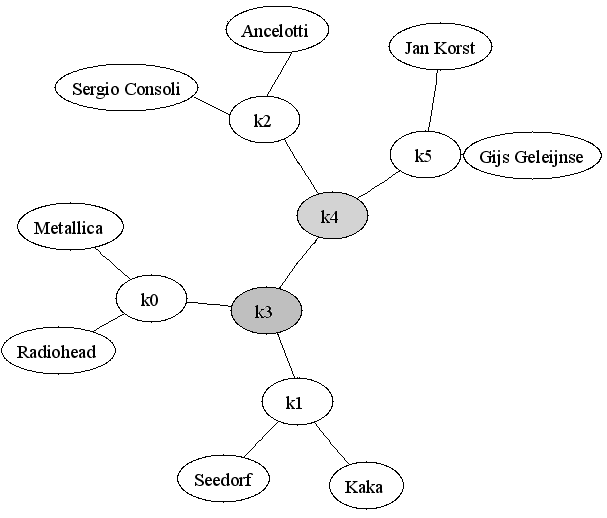 Ancelotti
Jan Korst
Sergio Consoli
k2
k5
Gijs Geleijnse
k4
Metallica
k0
k3
Radiohead
k1
Seedorf
Kaka